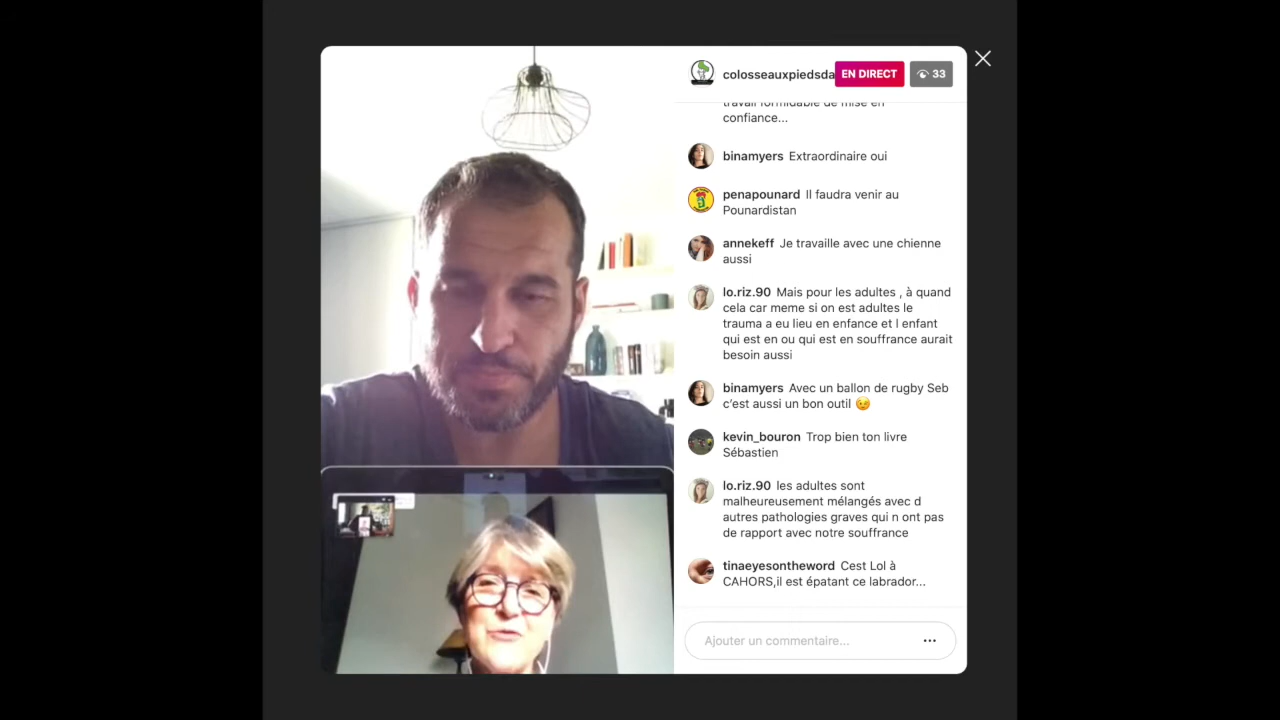 colosseauxpiedsda EN DIRECT 33
travail formidable de mise en
confiance...
binamyers Extraordinaire oui
penapounard Il faudra venir au
Pounardistan
annekeff Je travaille avec une chienne
aussi
lo.riz.90 Mais pour les adultes , à quand
cela car meme si on est adultes le
trauma a eu lieu en enfance et l enfant
qui est en ou qui est en souffrance aurait
besoin aussi
binamyers Avec un ballon de rugby Seb
c'est aussi un bon outil 😉
kevin_bouron Trop bien ton livre
Sébastien
lo.riz.90 les adultes sont
malheureusement mélangés avec d
autres pathologies graves qui n ont pas
de rapport avec notre souffrance
tinaeyesontheword Cest Lol à
CAHORS,il est épatant ce labrador...
Ajouter un commentaire...